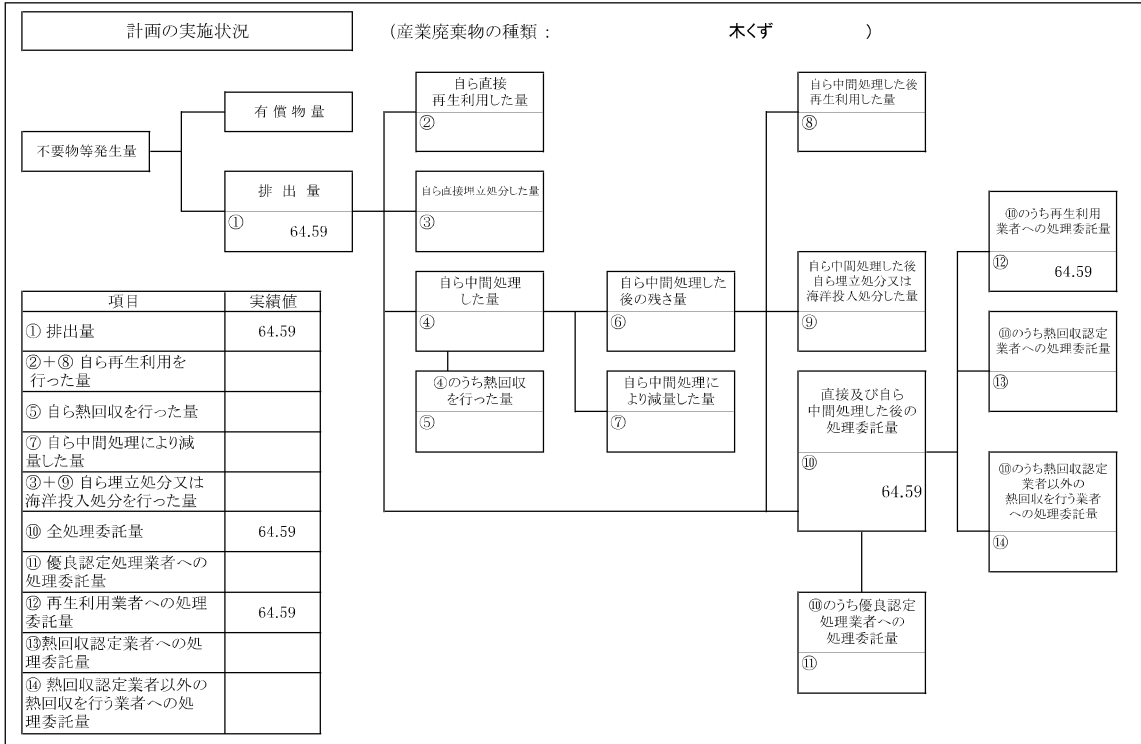 計画の実施状況
（産業廃棄物の種類： 木くず ）
不要物等発生量
有償物量
排出量
① 64.59
自ら直接
再生利用した量
②
自ら直接埋立処分した量
③
自ら中間処理
した量
④
④のうち熱回収
を行った量
⑤
自ら中間処理した
後の残さ量
⑥
自ら中間処理に
より減量した量
⑦
自ら中間処理した後
再生利用した量
⑧
自ら中間処理した後
自ら埋立処分又は
海洋投入処分した量
⑨
直接及び自ら
中間処理した後の
処理委託量
⑩
64.59
⑩のうち優良認定
処理業者への
処理委託量
⑪
⑩のうち再生利用
業者への処理委託量
⑫ 64.59
⑩のうち熱回収認定
業者への処理委託量
⑬
⑩のうち熱回収認定
業者以外の
熱回収を行う業者
への処理委託量
⑭
項目 実績値
① 排出量 64.59
②＋⑧ 自ら再生利用を
行った量
⑤ 自ら熱回収を行った量
⑦ 自ら中間処理により減
量した量
③＋⑨ 自ら埋立処分又は
海洋投入処分を行った量
⑩ 全処理委託量 64.59
⑪ 優良認定処理業者への
処理委託量
⑫ 再生利用業者への処理
委託量 64.59
⑬熱回収認定業者への処
理委託量
⑭ 熱回収認定業者以外の
熱回収を行う業者への処
理委託量